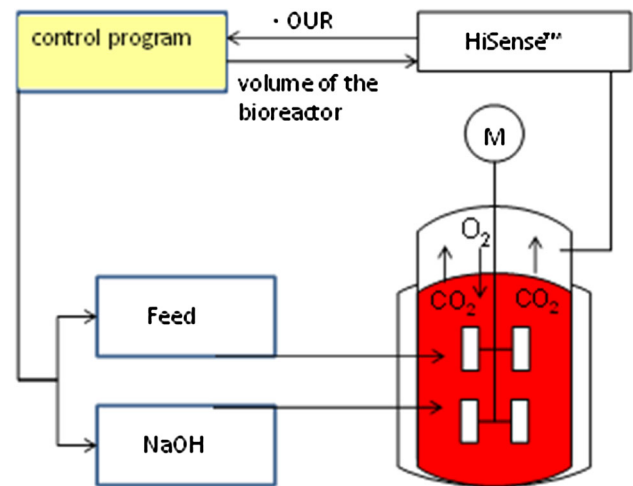 · OUR
control program
HiSense™
volume of the
bioreactor
M
O₂
CO₂
CO₂
Feed
NaOH